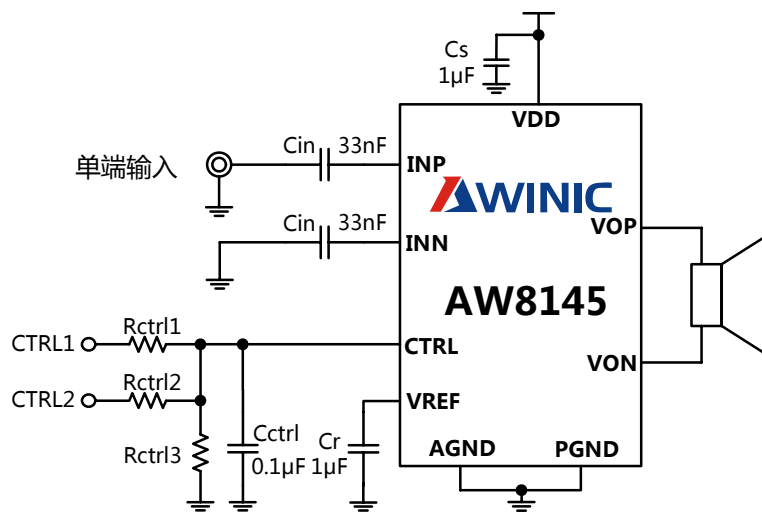 Cs
1μF
VDD
单端输入
Cin 33nF
INP
AWINIC
Cin 33nF
INN
VOP
AW8145
CTRL1
Rctrl1
CTRL
VON
CTRL2
Rctrl2
VREF
Rctrl3
Cctrl
0.1μF
Cr
1μF
AGND
PGND